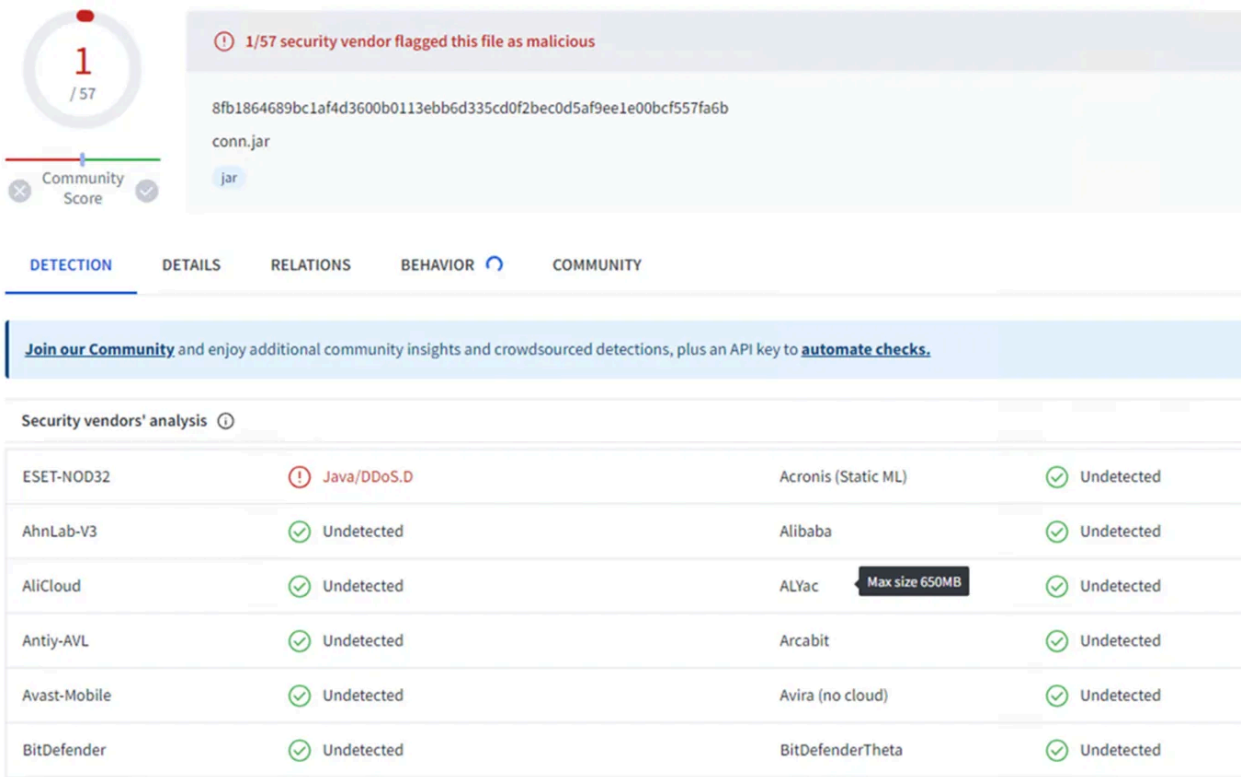 1
/ 57
Community
Score
1/57 security vendor flagged this file as malicious
8fb1864689bc1af4d3600b0113ebb6d335cd0f2bec0d5af9ee1e00bcf557fa6b
conn.jar
jar
DETECTION DETAILS RELATIONS BEHAVIOR COMMUNITY
Join our Community and enjoy additional community insights and crowdsourced detections, plus an API key to automate checks.
Security vendors' analysis
ESET-NOD32 Java/DDoS.D Acronis (Static ML) Undetected
AhnLab-V3 Undetected Alibaba Undetected
AliCloud Undetected ALYac Max size 650MB Undetected
Antiy-AVL Undetected Arcabit Undetected
Avast-Mobile Undetected Avira (no cloud) Undetected
BitDefender Undetected BitDefenderTheta Undetected